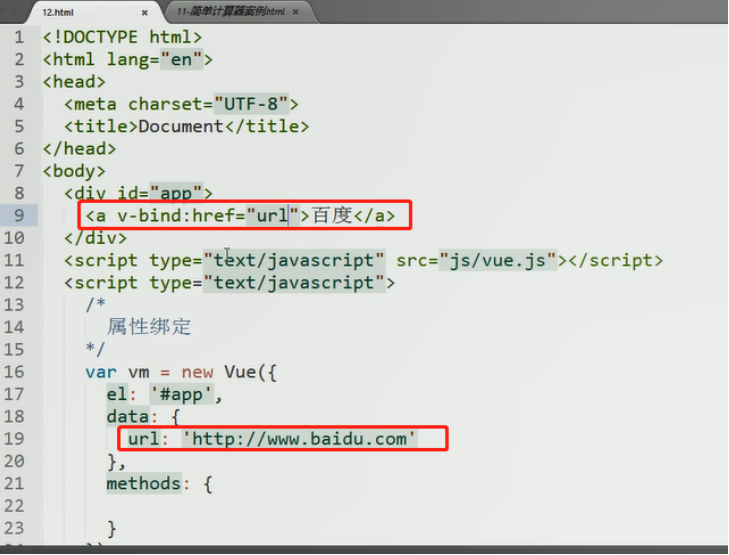 12.html × 11-简单计算器案例html ×
1 <!DOCTYPE html>
2 <html lang="en">
3 <head>
4 <meta charset="UTF-8">
5 <title>Document</title>
6 </head>
7 <body>
8 <div id="app">
9 <a v-bind:href="url">百度</a>
10 </div>
11 <script type="text/javascript" src="js/vue.js"></script>
12 <script type="text/javascript">
13 /*
14 属性绑定
15 */
16 var vm = new Vue({
17 el: '#app',
18 data: {
19 url: 'http://www.baidu.com'
20 },
21 methods: {
22
23 }